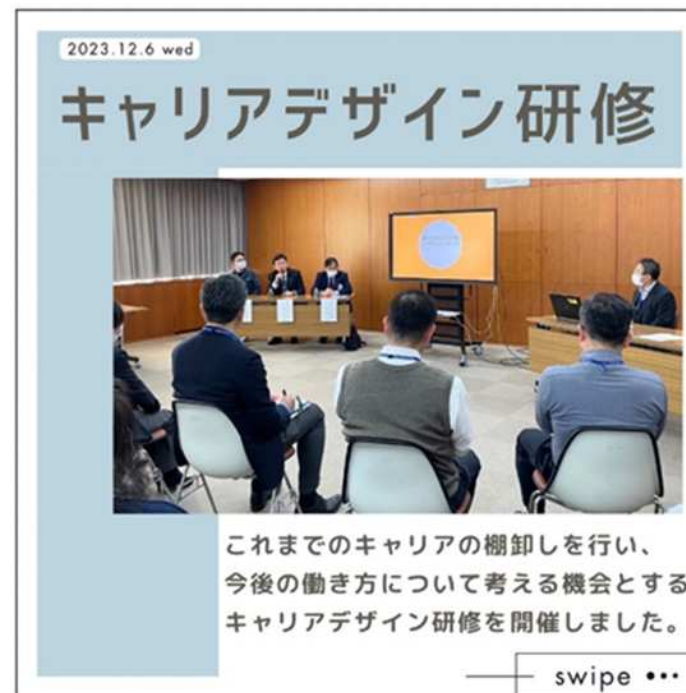 2023.12.6 wed
キャリアデザイン研修
これまでのキャリアの棚卸しを行い、
今後の働き方について考える機会とする
キャリアデザイン研修を開催しました。
swipe •••